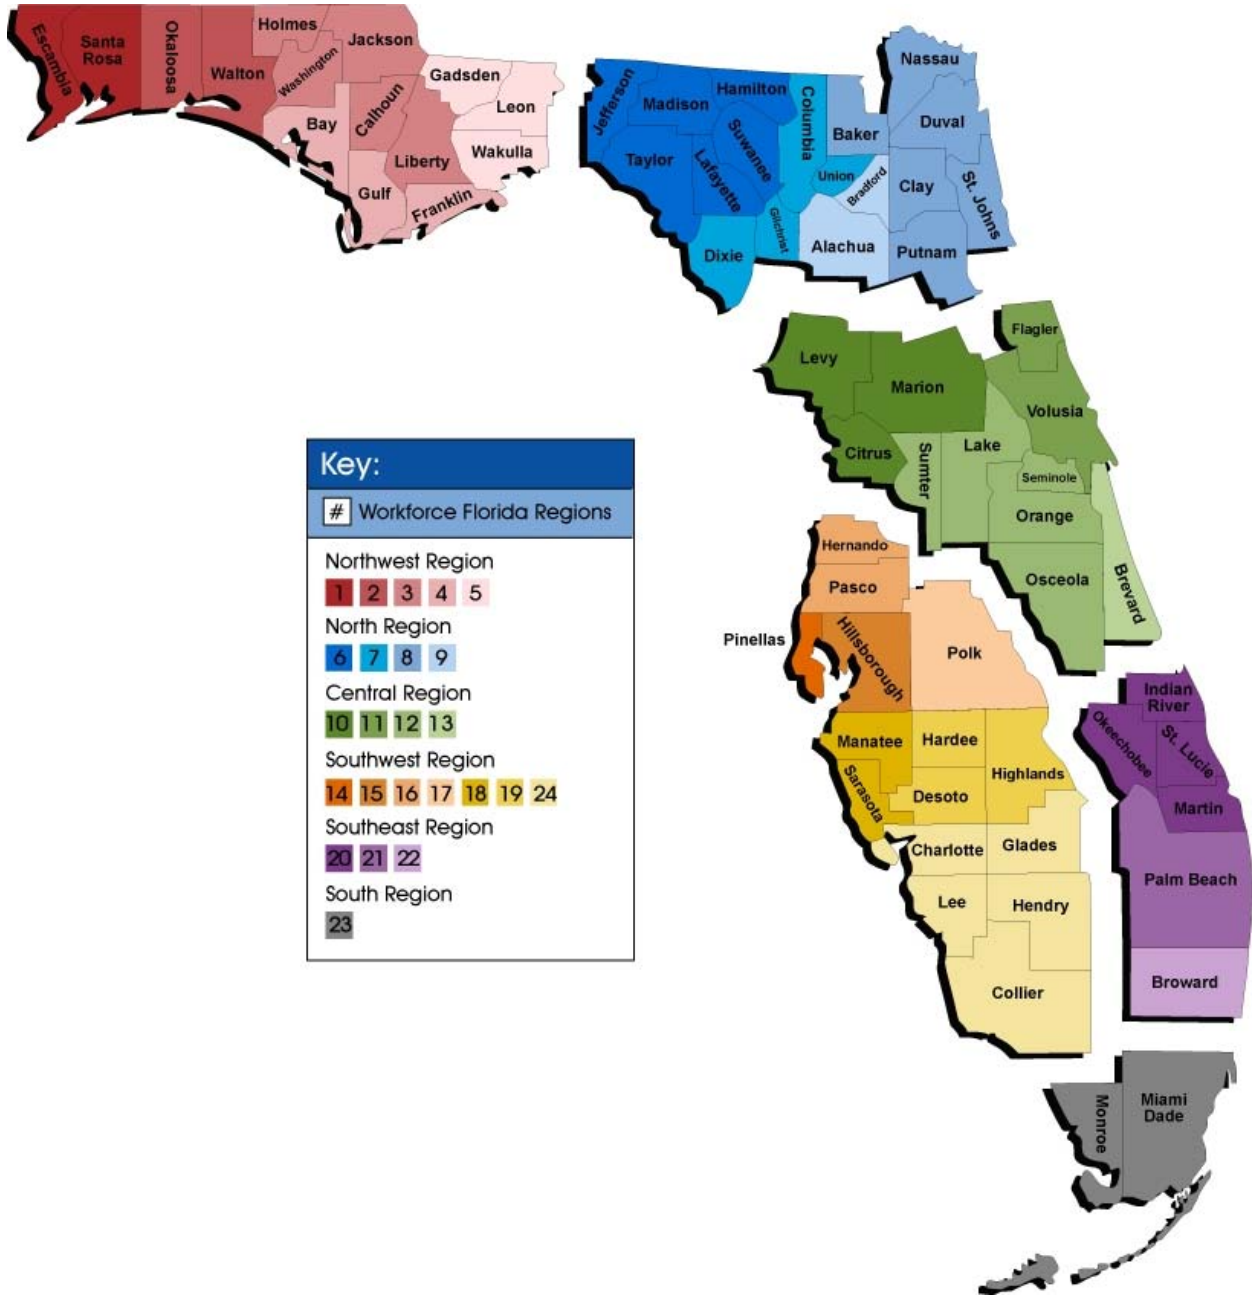 Escambia
Santa
Rosa
Okaloosa
Walton
Holmes
Washington
Jackson
Bay
Calhoun
Gulf
Liberty
Franklin
Gadsden
Leon
Wakulla
Jefferson
Madison
Hamilton
Taylor
Lafayette
Suwanee
Columbia
Dixie
Gilchrist
Union
Baker
Bradford
Alachua
Nassau
Duval
Clay
St. Johns
Putnam
Levy
Marion
Citrus
Flagler
Volusia
Sumter
Lake
Seminole
Orange
Osceola
Brevard
Key:
# Workforce Florida Regions
Northwest Region
1 2 3 4 5
North Region
6 7 8 9
Central Region
10 11 12 13
Southwest Region
14 15 16 17 18 19 24
Southeast Region
20 21 22
South Region
23
Hernando
Pasco
Pinellas
Hillsborough
Polk
Manatee
Hardee
Highlands
Sarasota
Desoto
Charlotte
Glades
Lee
Hendry
Collier
Indian
River
Okeechobee
St. Lucie
Martin
Palm Beach
Broward
Monroe
Miami
Dade